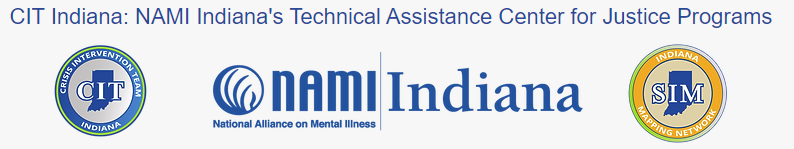 CIT Indiana: NAMI Indiana's Technical Assistance Center for Justice Programs
CRISIS INTERVENTION TEAM
CIT
INDIANA
NAMI Indiana
National Alliance on Mental Illness
INDIANA
SIM
MAPPING NETWORK